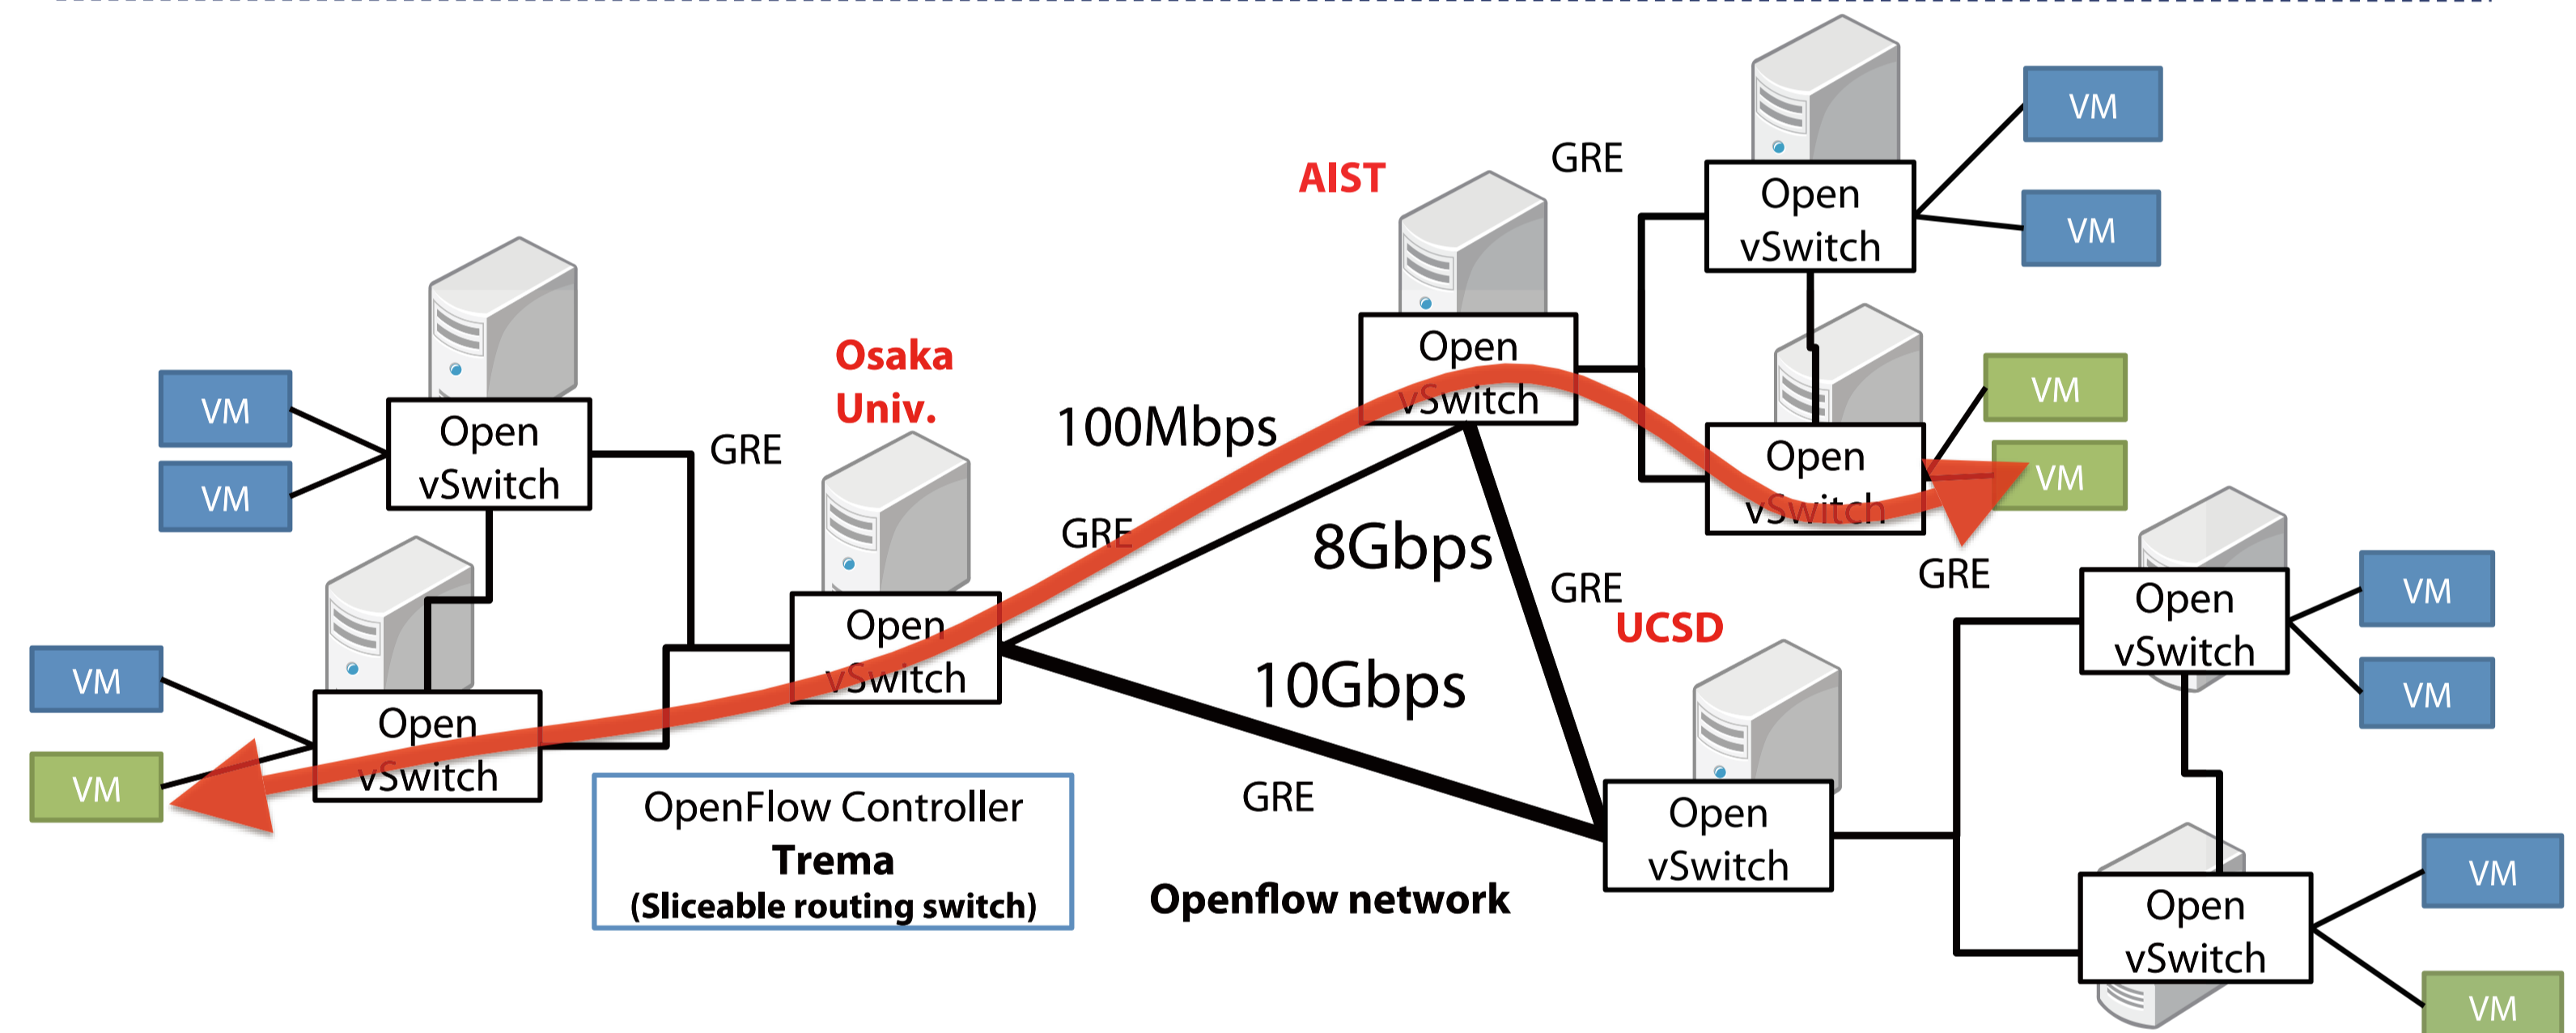 VM
GRE
AIST
Open
vSwitch
VM
Osaka
Univ.
Open
vSwitch
VM
VM
Open
vSwitch
GRE
100Mbps
VM
Open
vSwitch
VM
VM
GRE
8Gbps
GRE
GRE
UCSD
Open
vSwitch
VM
VM
Open
vSwitch
10Gbps
VM
Open
vSwitch
VM
OpenFlow Controller
Trema
(Sliceable routing switch)
GRE
Openflow network
Open
vSwitch
Open
vSwitch
VM
VM